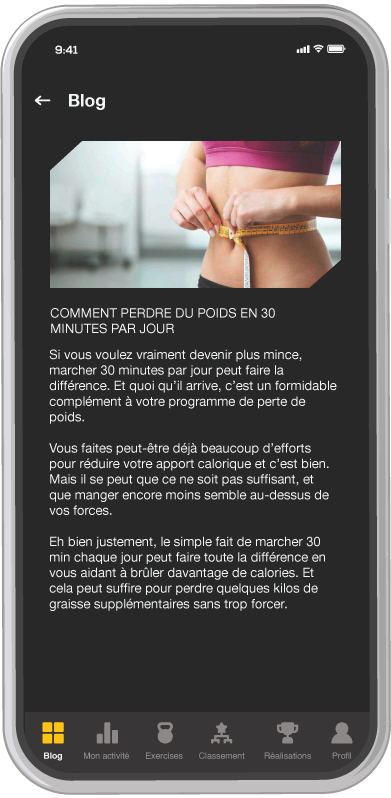 9:41
Blog
COMMENT PERDRE DU POIDS EN 30
MINUTES PAR JOUR
Si vous voulez vraiment devenir plus mince,
marcher 30 minutes par jour peut faire la
différence. Et quoi qu'il arrive, c'est un formidable
complément à votre programme de perte de
poids.
Vous faites peut-être déjà beaucoup d'efforts
pour réduire votre apport calorique et c'est bien.
Mais il se peut que ce ne soit pas suffisant, et
que manger encore moins semble au-dessus de
vos forces.
Eh bien justement, le simple fait de marcher 30
min chaque jour peut faire toute la différence en
vous aidant à brûler davantage de calories. Et
cela peut suffire pour perdre quelques kilos de
graisse supplémentaires sans trop forcer.
Blog Mon activité Exercises Classement Réalisations Profil